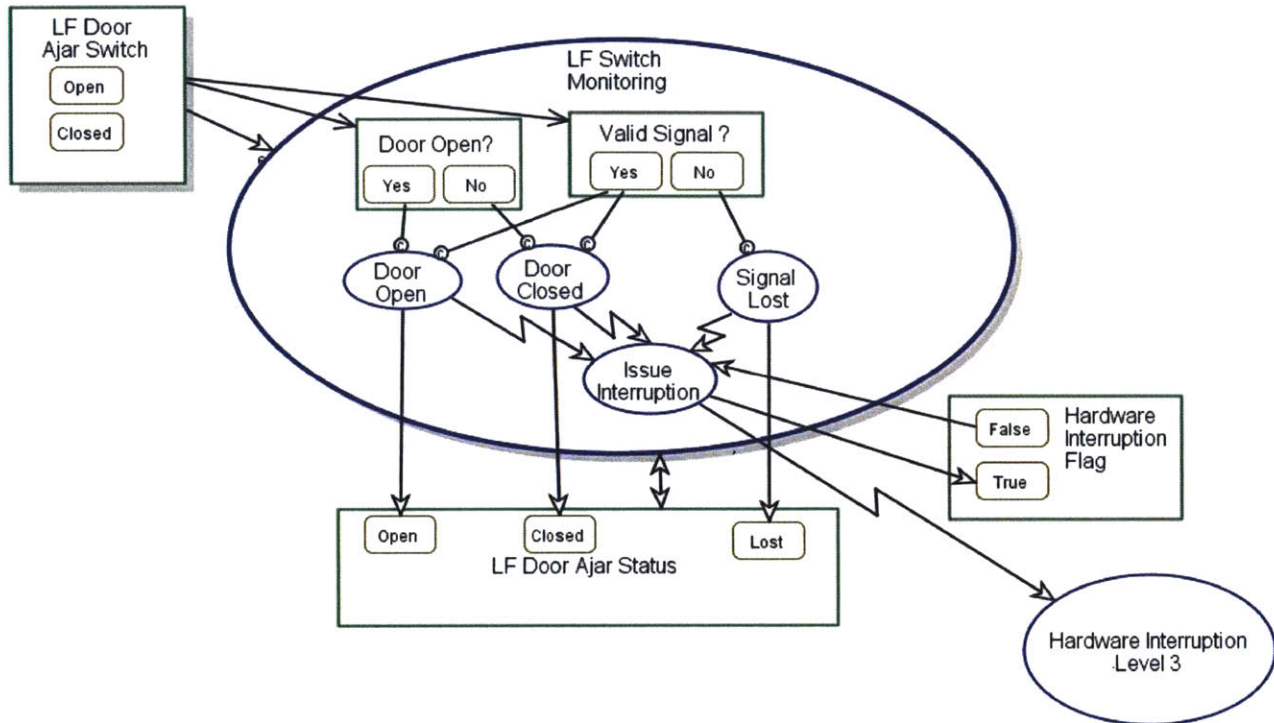 LF Door
Ajar Switch
Open
Closed
LF Switch
Monitoring
Door Open?
Yes
No
Valid Signal ?
Yes
No
c
c
c
c
c
e
Door
Open
Door
Closed
Signal
Lost
Issue
Interruption
False
True
Hardware
Interruption
Flag
Open
Closed
Lost
LF Door Ajar Status
Hardware Interruption
Level 3